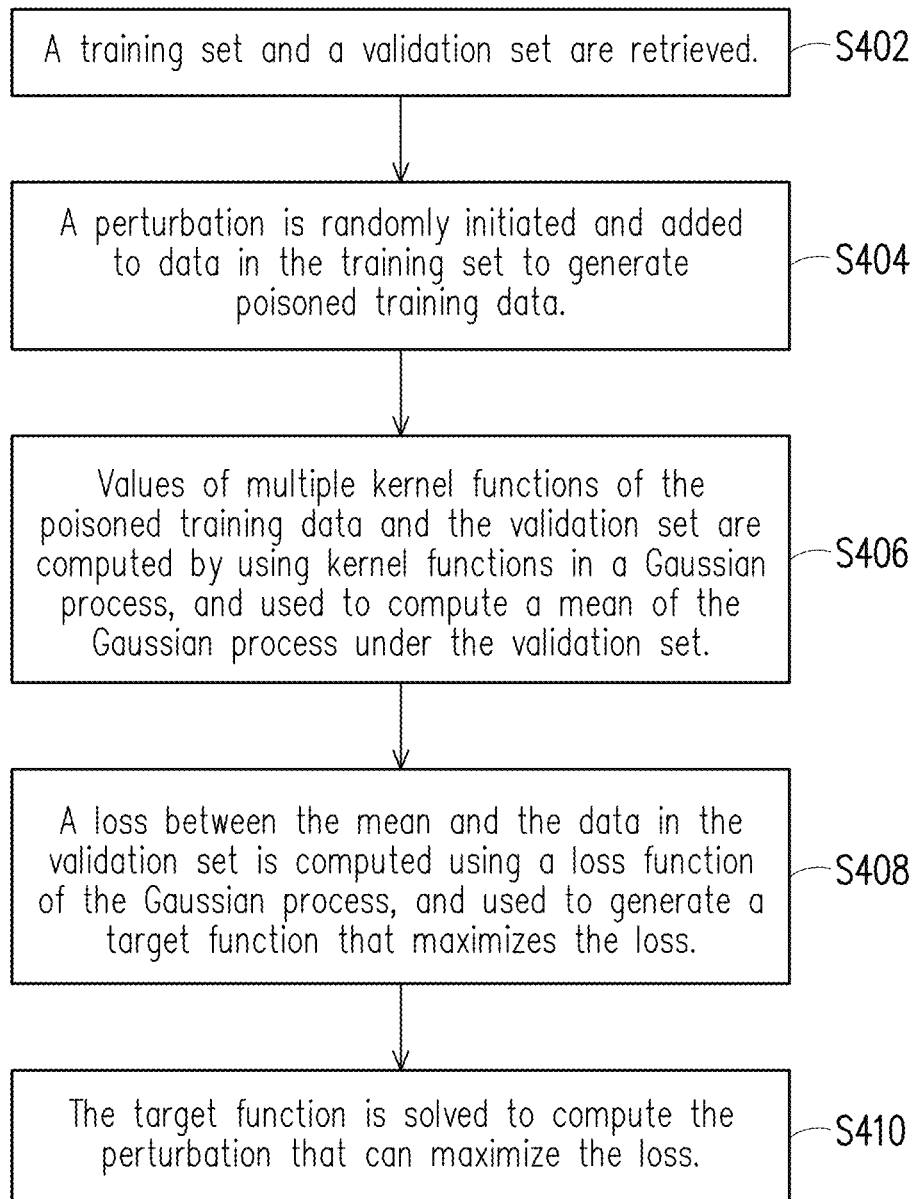 A training set and a validation set are retrieved.
S402
A perturbation is randomly initiated and added
to data in the training set to generate
poisoned training data.
S404
Values of multiple kernel functions of the
poisoned training data and the validation set are
computed by using kernel functions in a Gaussian
process, and used to compute a mean of the
Gaussian process under the validation set.
S406
A loss between the mean and the data in the
validation set is computed using a loss function
of the Gaussian process, and used to generate a
target function that maximizes the loss.
S408
The target function is solved to compute the
perturbation that can maximize the loss.
S410